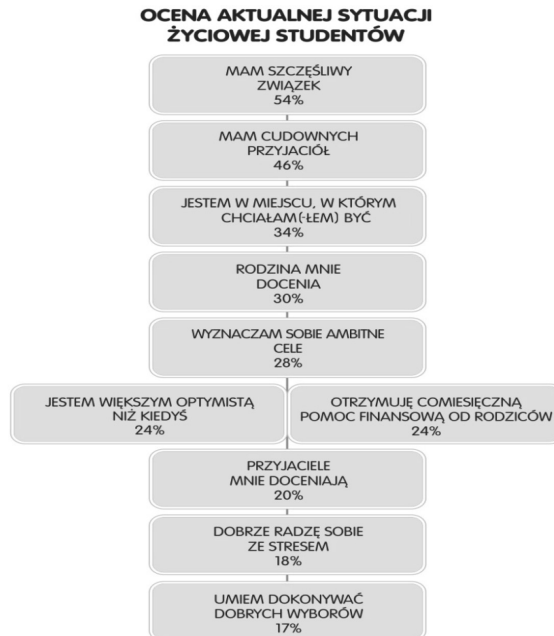 OCENA AKTUALNEJ SYTUACJI
ŻYCIOWEJ STUDENTÓW
MAM SZCZĘŚLIWY
ZWIĄZEK
54%
MAM CUDOWNYCH
PRZYJACIÓŁ
46%
JESTEM W MIEJSCU, W KTÓRYM
CHCIAŁAM(-ŁEM) BYĆ
34%
RODZINA MNIE
DOCENIA
30%
WYZNACZAM SOBIE AMBITNE
CELE
28%
JESTEM WIĘKSZYM OPTYMISTĄ
NIŻ KIEDYŚ
24%
OTRZYMUJĘ COMIESIĘCZNĄ
POMOC FINANSOWĄ OD RODZICÓW
24%
PRZYJACIELE
MNIE DOCENIAJĄ
20%
DOBRZE RADZĘ SOBIE
ZE STRESEM
18%
UMIEM DOKONYWAĆ
DOBRYCH WYBORÓW
17%